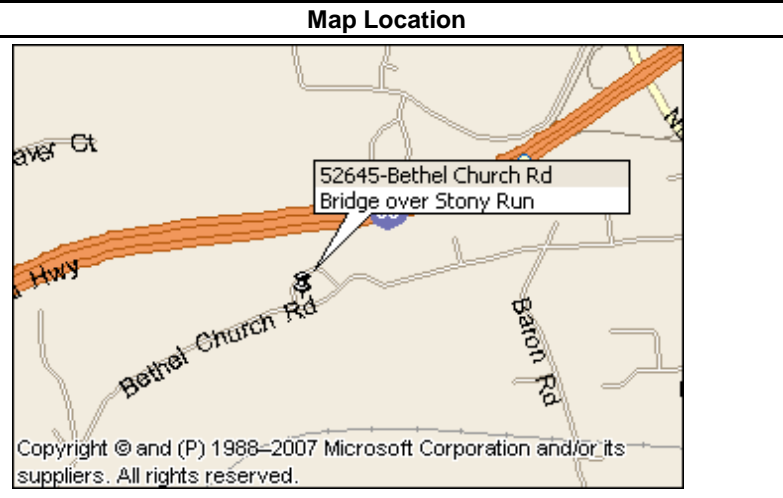 Map Location
aver Ct
52645-Bethel Church Rd
Bridge over Stony Run
Hwy
Bethel Church Rd
Baron Rd
Copyright © and (P) 1988–2007 Microsoft Corporation and/or its
suppliers. All rights reserved.